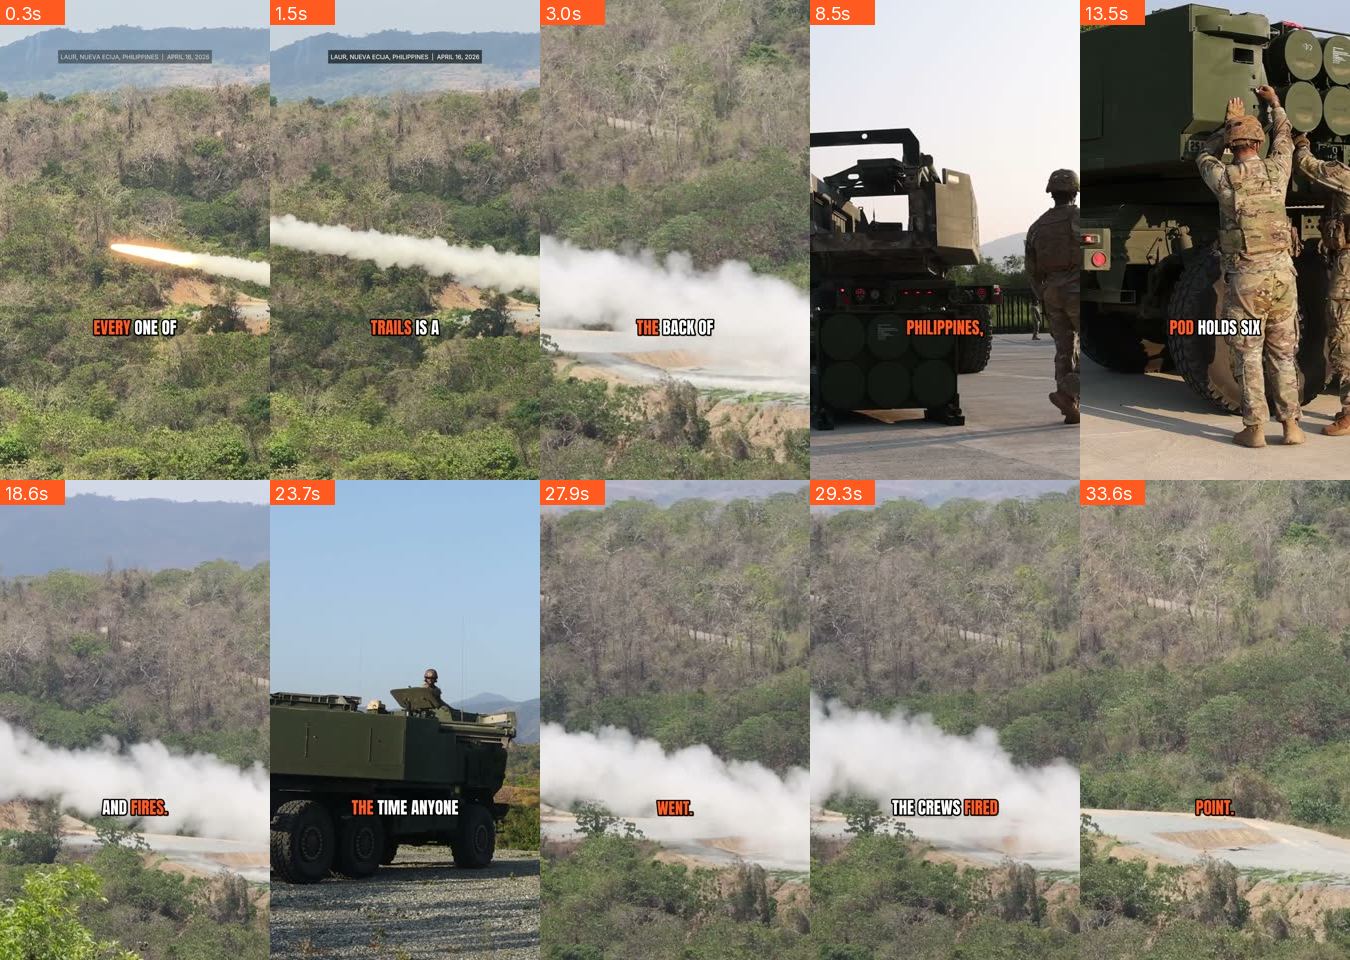 0.3s
LAUR, NUEVA ECIJA, PHILIPPINES | APRIL 16, 2026
EVERY ONE OF
1.5s
LAUR, NUEVA ECIJA, PHILIPPINES | APRIL 16, 2026
TRAILS IS A
3.0s
THE BACK OF
8.5s
PHILIPPINES,
13.5s
POD HOLDS SIX
18.6s
AND FIRES.
23.7s
THE TIME ANYONE
27.9s
WENT.
29.3s
THE CREWS FIRED
33.6s
POINT.